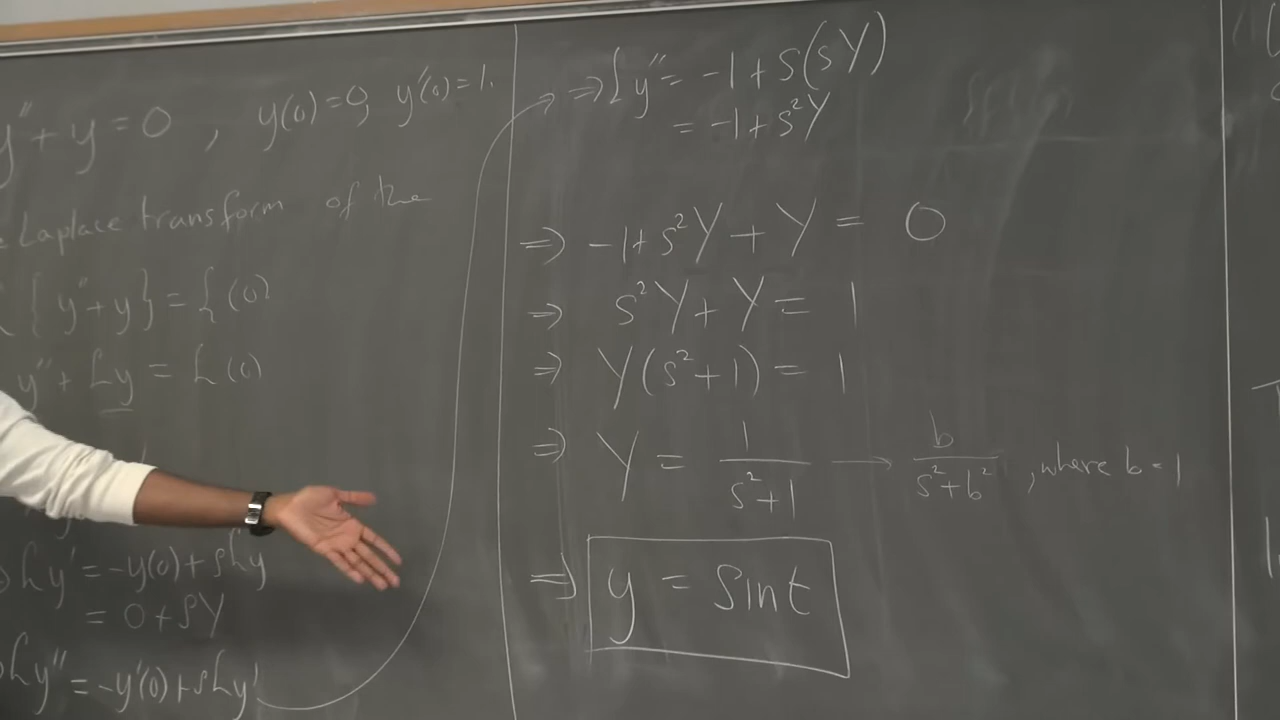 y″ + y = 0 , y(0)=0, y′(0)=1.
Laplace transform of the
{ y″+y} = L(0)
y″ + Ly = L(0)
Ly′ = -y(0)+sLy
= 0+sY
Ly″ = -y′(0)+sLy′
⇒ Ly″ = -1+s(sY)
= -1+s²Y
⇒ -1+s²Y + Y = 0
⇒ s²Y+Y = 1
⇒ Y(s²+1) = 1
⇒ Y = 1/(s²+1) → b/(s²+b²) , where b = 1
⇒ y = sint